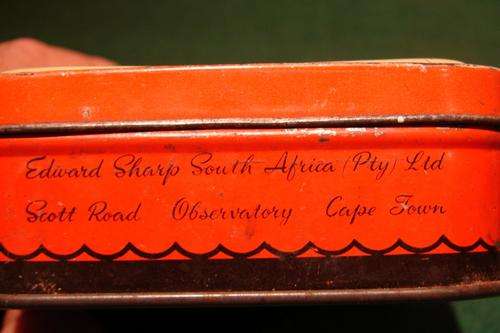 Edward Sharp South Africa (Pty) Ltd
Scott Road Observatory Cape Town